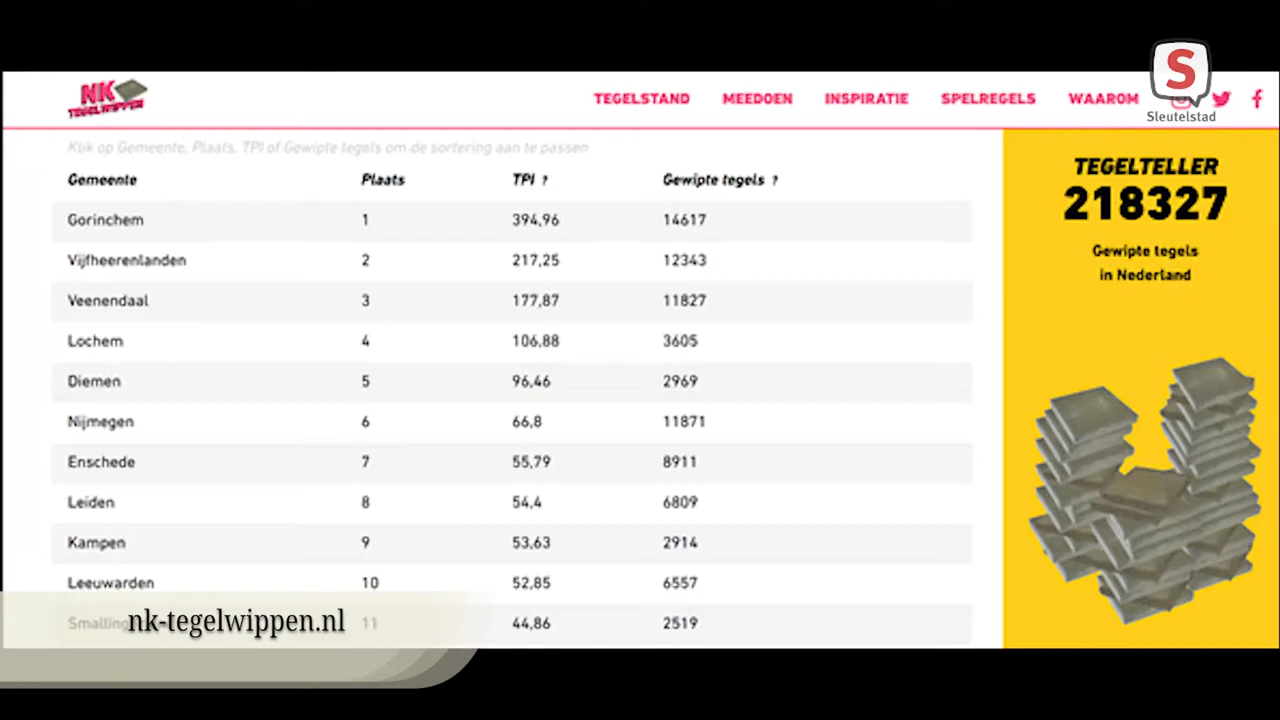 NK
TEGELWIPPEN
TEGELSTAND MEEDOEN INSPIRATIE SPELREGELS WAAROM
S
Sleutelstad
Klik op Gemeente, Plaats, TPI of Gewipte tegels om de sortering aan te passen
Gemeente Plaats TPI ? Gewipte tegels ?
Gorinchem 1 394,96 14617
Vijfheerenlanden 2 217,25 12343
Veenendaal 3 177,87 11827
Lochem 4 106,88 3605
Diemen 5 96,46 2969
Nijmegen 6 66,8 11871
Enschede 7 55,79 8911
Leiden 8 54,4 6809
Kampen 9 53,63 2914
Leeuwarden 10 52,85 6557
11 44,86 2519
TEGELTELLER
218327
Gewipte tegels
in Nederland
nk-tegelwippen.nl